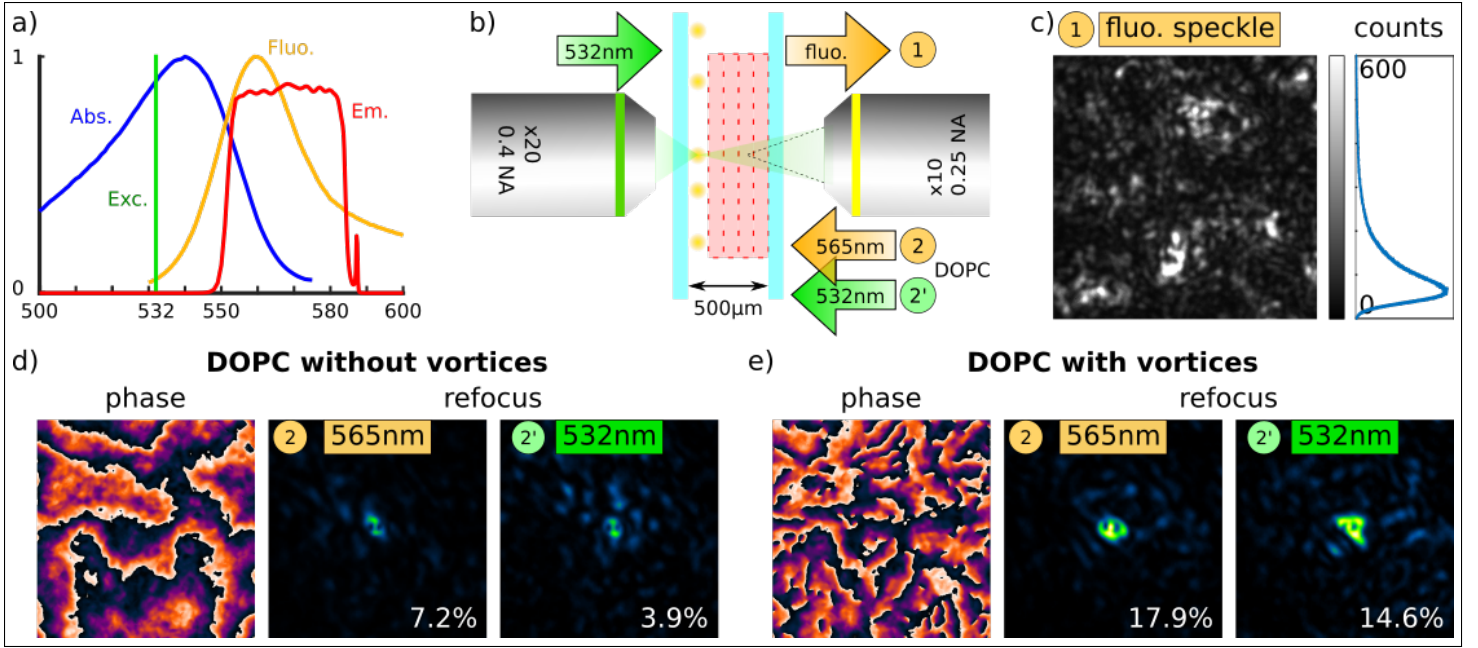 a)
1
0
Abs.
Exc.
Fluo.
Em.
500
532
550
580
600
b)
532nm
fluo.
1
x20
0.4 NA
x10
0.25 NA
565nm
2
DOPC
532nm
2'
500μm
c)
1
fluo. speckle
counts
600
0
d)
DOPC without vortices
phase
refocus
2
565nm
7.2%
2'
532nm
3.9%
e)
DOPC with vortices
phase
refocus
2
565nm
17.9%
2'
532nm
14.6%